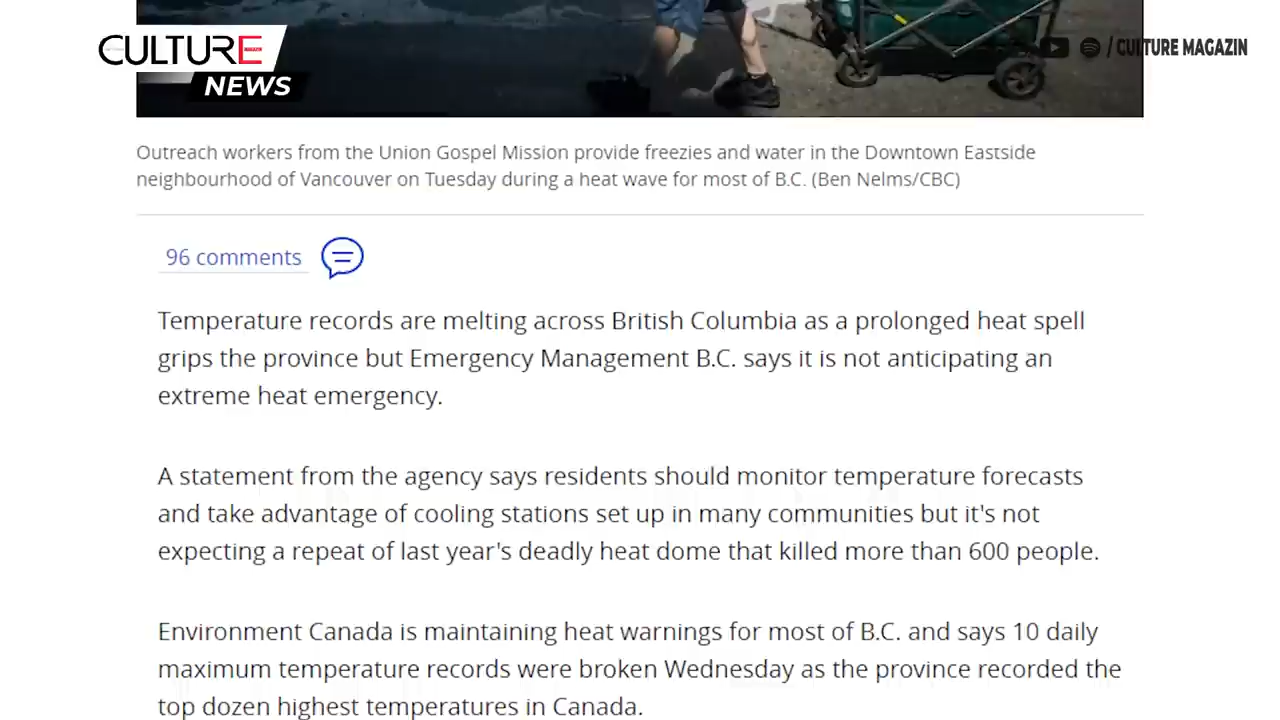 CULTURE
NEWS
/ CULTURE MAGAZIN
Outreach workers from the Union Gospel Mission provide freezies and water in the Downtown Eastside
neighbourhood of Vancouver on Tuesday during a heat wave for most of B.C. (Ben Nelms/CBC)
96 comments
Temperature records are melting across British Columbia as a prolonged heat spell
grips the province but Emergency Management B.C. says it is not anticipating an
extreme heat emergency.
A statement from the agency says residents should monitor temperature forecasts
and take advantage of cooling stations set up in many communities but it's not
expecting a repeat of last year's deadly heat dome that killed more than 600 people.
Environment Canada is maintaining heat warnings for most of B.C. and says 10 daily
maximum temperature records were broken Wednesday as the province recorded the
top dozen highest temperatures in Canada.